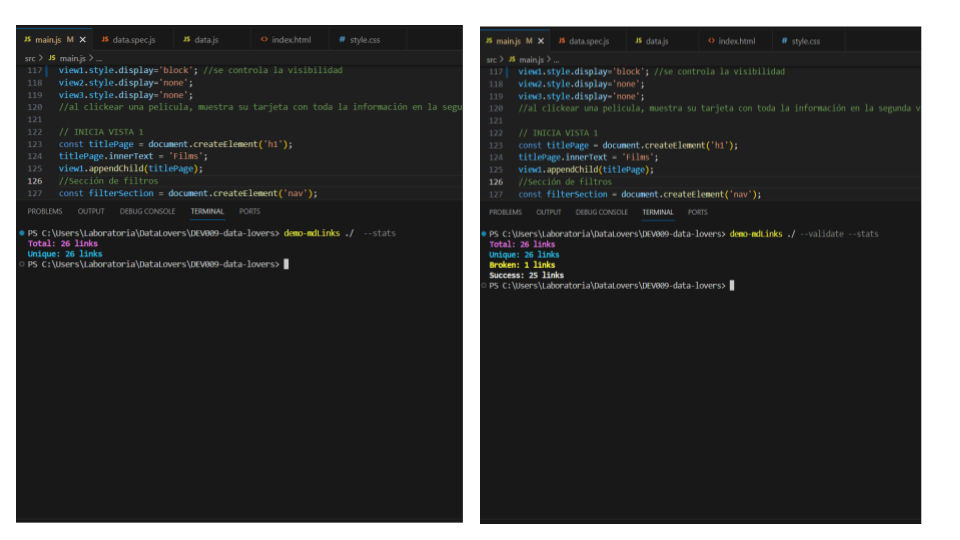 JS main.js M X JS data.spec.js JS data.js <> index.html # style.css
src > JS main.js > ...
117 view1.style.display='block'; //se controla la visibilidad
118 view2.style.display='none';
119 view3.style.display='none';
120 //al clickear una pelicula, muestra su tarjeta con toda la información en la segu
121
122 // INICIA VISTA 1
123 const titlePage = document.createElement('h1');
124 titlePage.innerText = 'Films';
125 view1.appendChild(titlePage);
126 //Sección de filtros
127 const filterSection = document.createElement('nav');
PROBLEMS OUTPUT DEBUG CONSOLE TERMINAL PORTS
PS C:\Users\Laboratoria\DataLovers\DEV009-data-lovers> demo-mdLinks ./ --stats
Total: 26 links
Unique: 26 links
PS C:\Users\Laboratoria\DataLovers\DEV009-data-lovers>
JS main.js M X JS data.spec.js JS data.js <> index.html # style.css
src > JS main.js > ...
117 view1.style.display='block'; //se controla la visibilidad
118 view2.style.display='none';
119 view3.style.display='none';
120 //al clickear una pelicula, muestra su tarjeta con toda la información en la segunda v
121
122 // INICIA VISTA 1
123 const titlePage = document.createElement('h1');
124 titlePage.innerText = 'Films';
125 view1.appendChild(titlePage);
126 //Sección de filtros
127 const filterSection = document.createElement('nav');
PROBLEMS OUTPUT DEBUG CONSOLE TERMINAL PORTS
PS C:\Users\Laboratoria\DataLovers\DEV009-data-lovers> demo-mdLinks ./ --validate --stats
Total: 26 links
Unique: 26 links
Broken: 1 links
Success: 25 links
PS C:\Users\Laboratoria\DataLovers\DEV009-data-lovers>